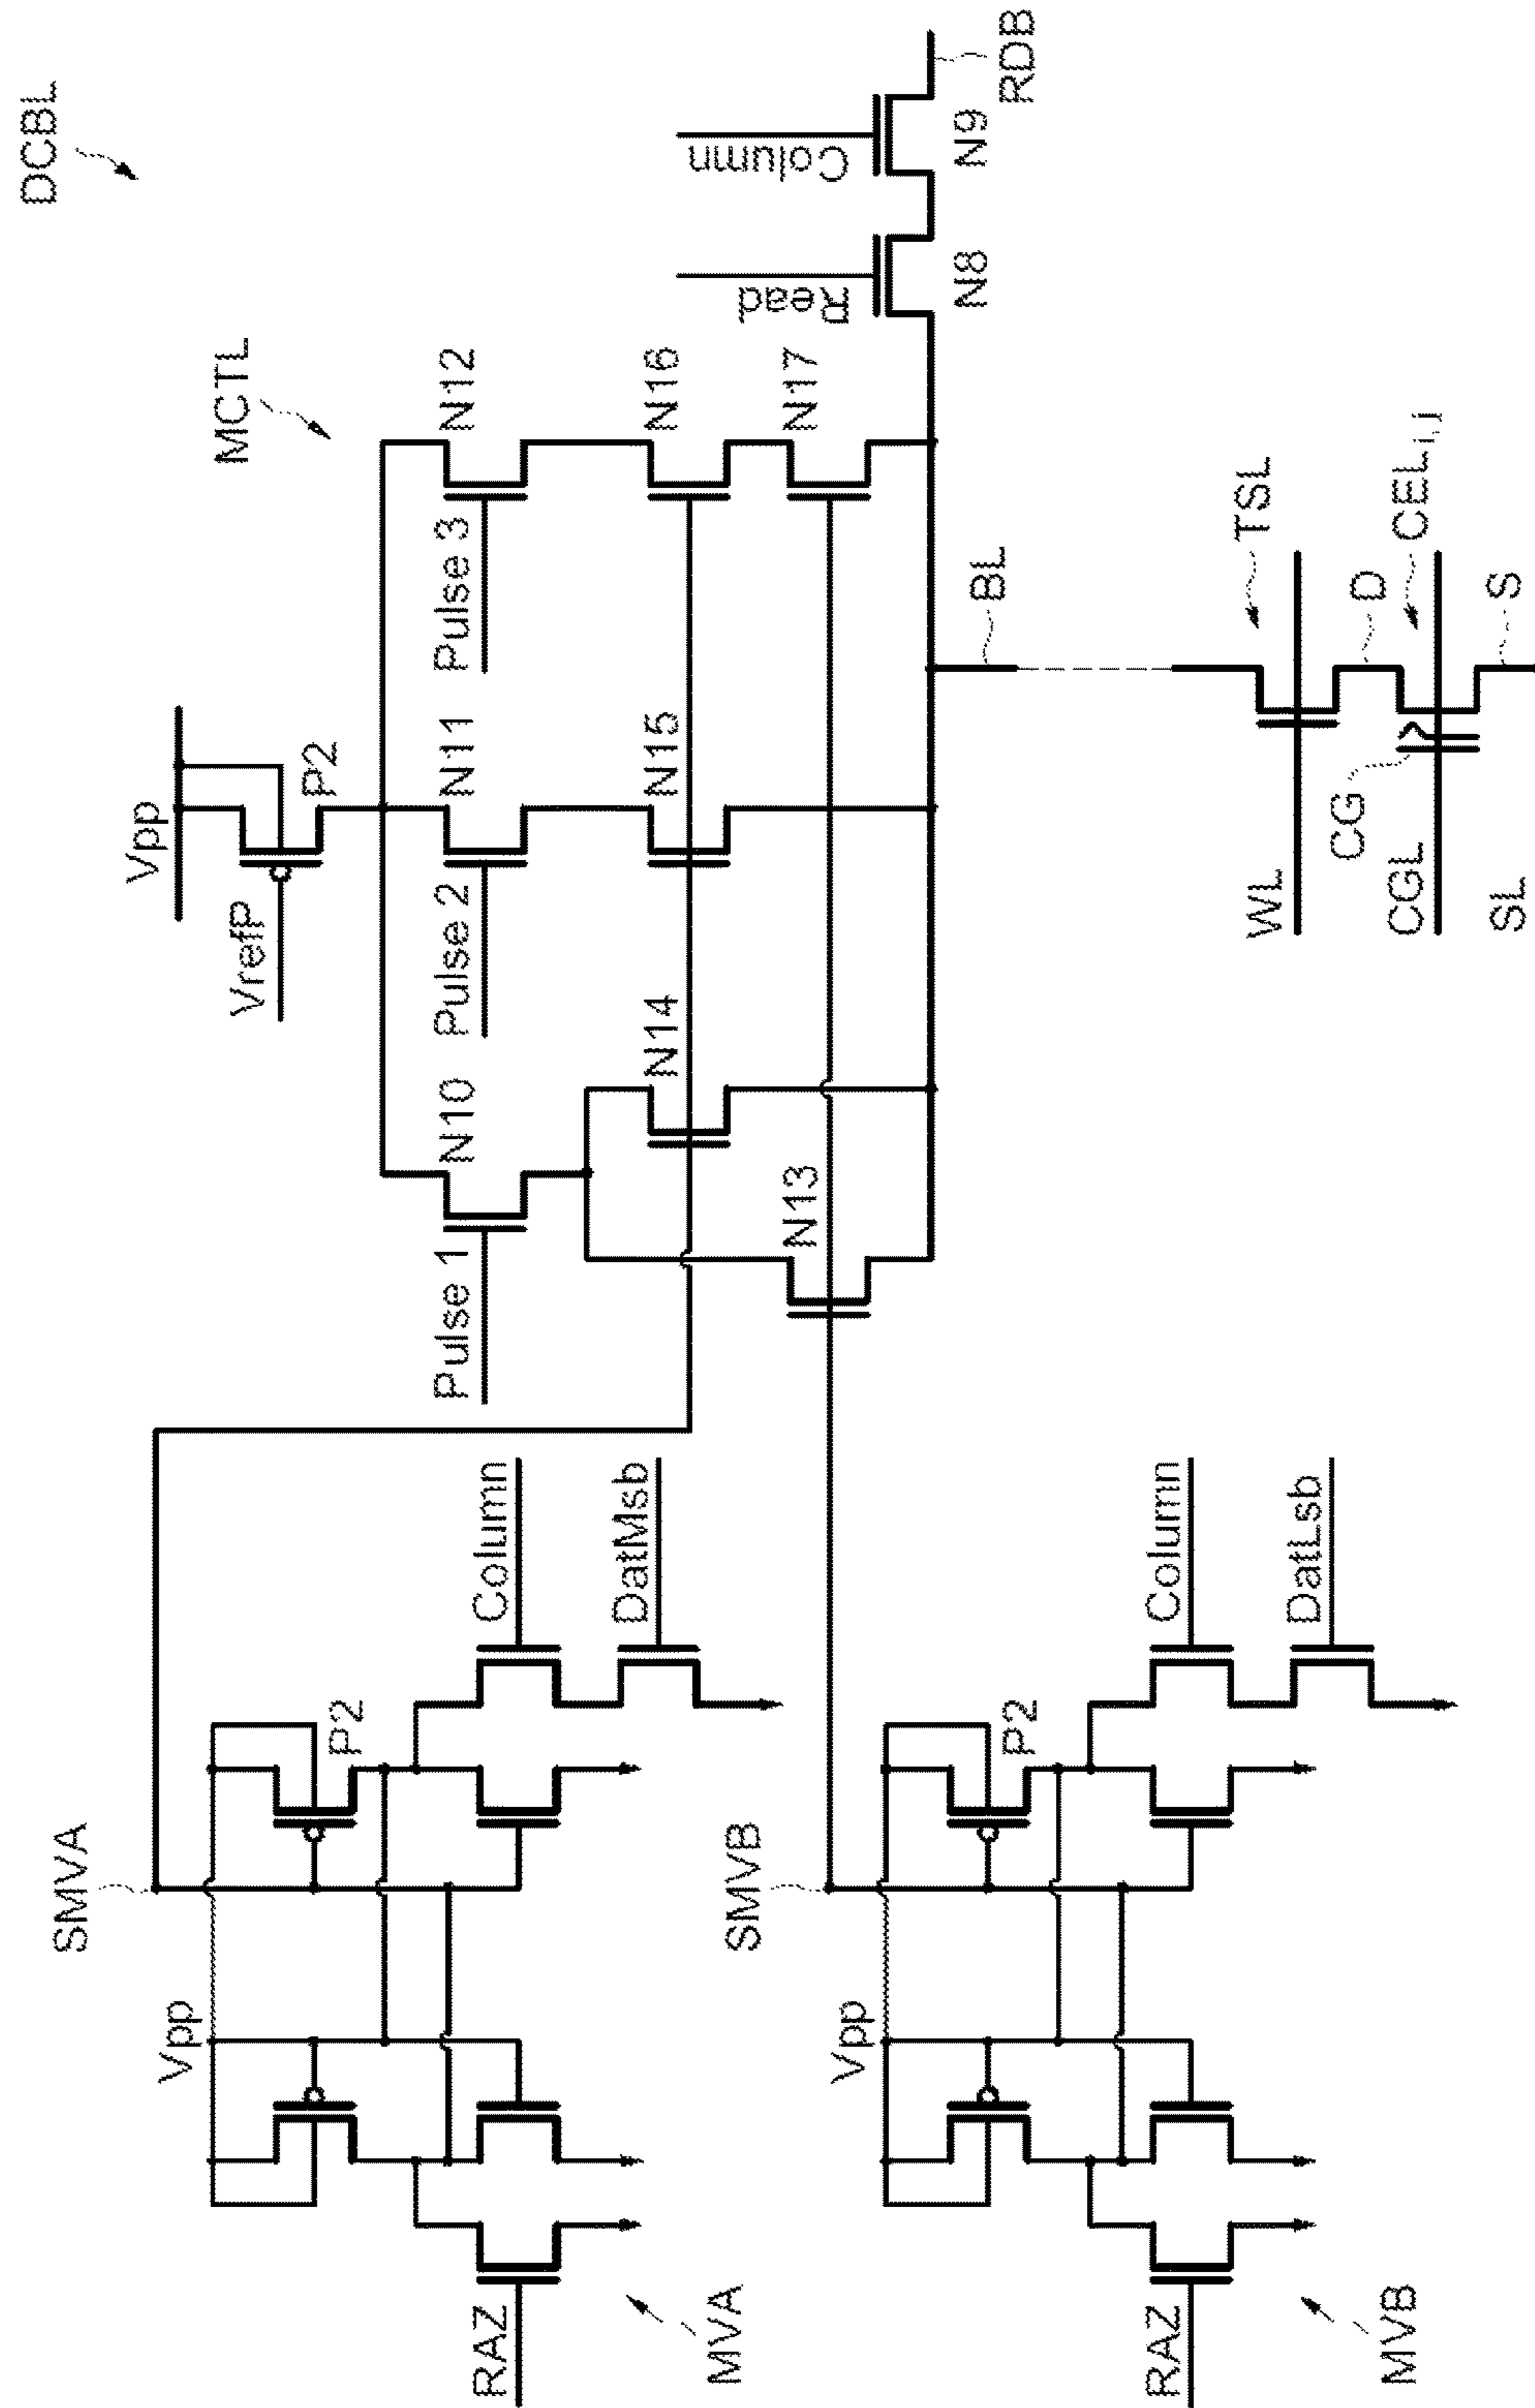 DCBL
MCTL
Vpp
VrefP
P2
Pulse 1
N10
Pulse 2
N11
Pulse 3
N12
N14
N15
N16
N13
N17
Read
Column
N8
N9
RDB
BL
WL
TSL
CG
D
CGL
CELi,j
SL
S
SMVA
Vpp
P2
RAZ
Column
DatMsb
MVA
SMVB
Vpp
P2
RAZ
Column
DatLsb
MVB